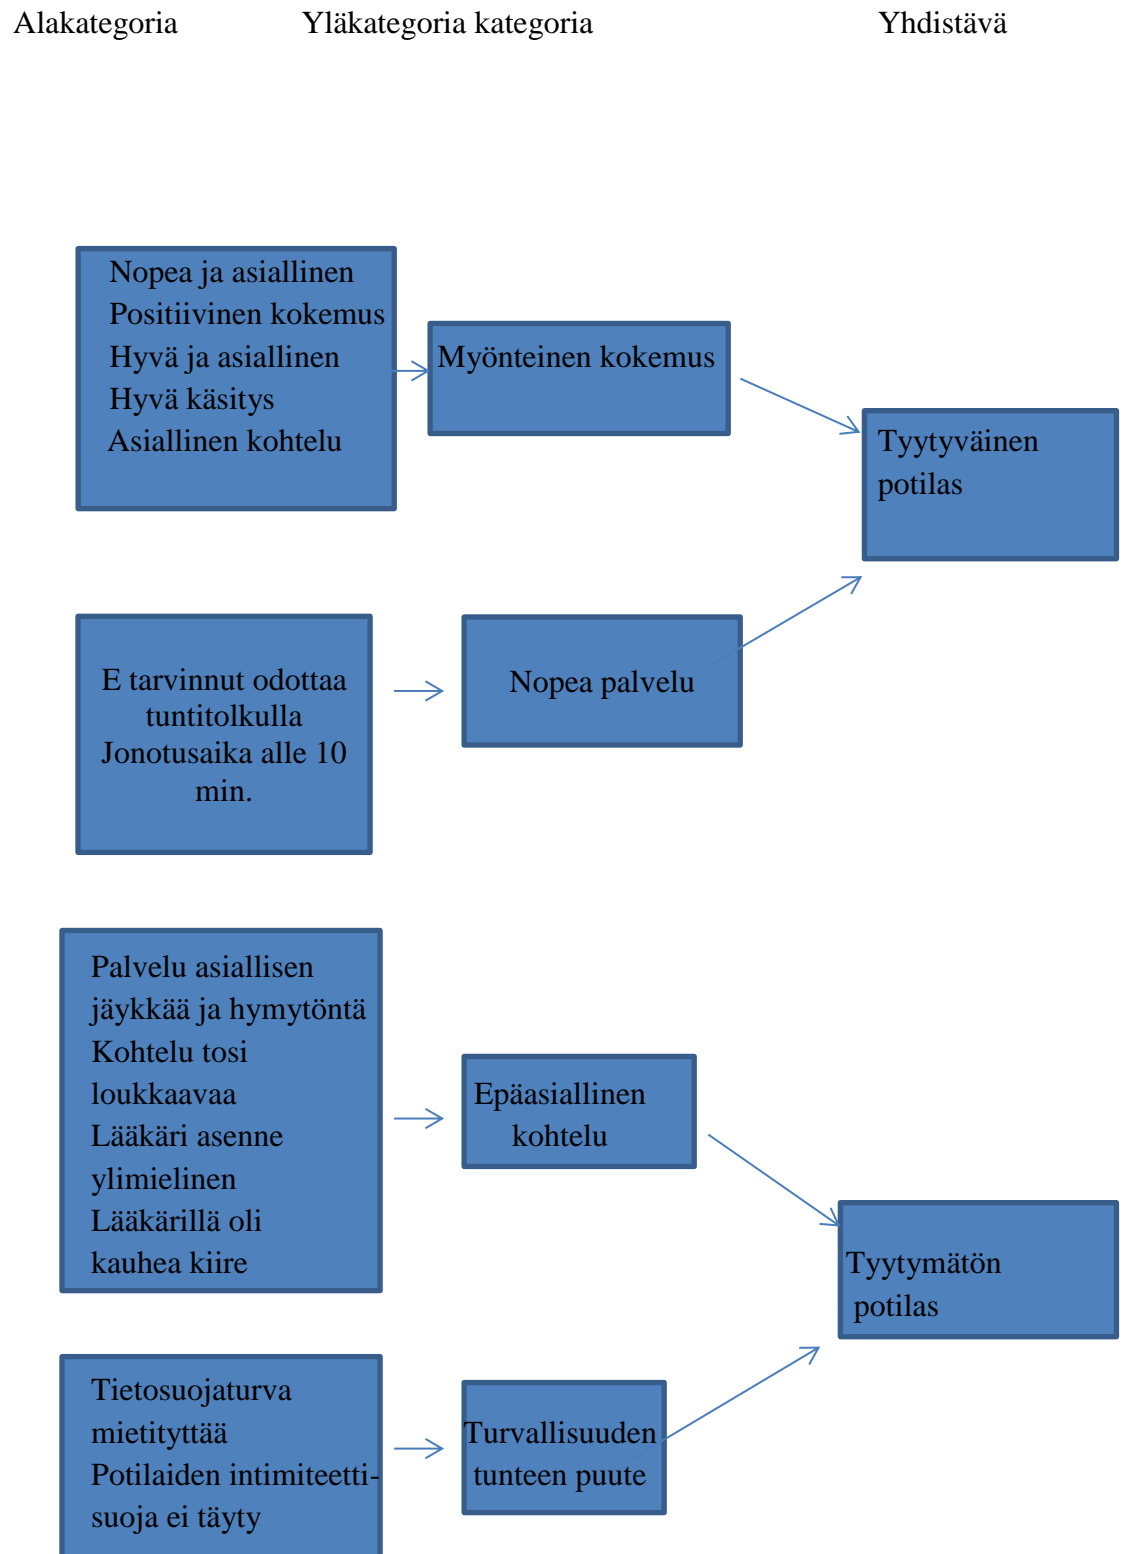 Alakategoria Yläkategoria kategoria Yhdistävä
Nopea ja asiallinen
Positiivinen kokemus
Hyvä ja asiallinen
Hyvä käsitys
Asiallinen kohtelu
Myönteinen kokemus
Tyytyväinen
potilas
E tarvinnut odottaa
tuntitolkulla
Jonotusaika alle 10
min.
Nopea palvelu
Palvelu asiallisen
jäykkää ja hymytöntä
Kohtelu tosi
loukkaavaa
Lääkäri asenne
ylimielinen
Lääkärillä oli
kauhea kiire
Epäasiallinen
kohtelu
Tyytymätön
potilas
Tietosuojaturva
mietityttää
Potilaiden intimiteetti-
suoja ei täyty
Turvallisuuden
tunteen puute